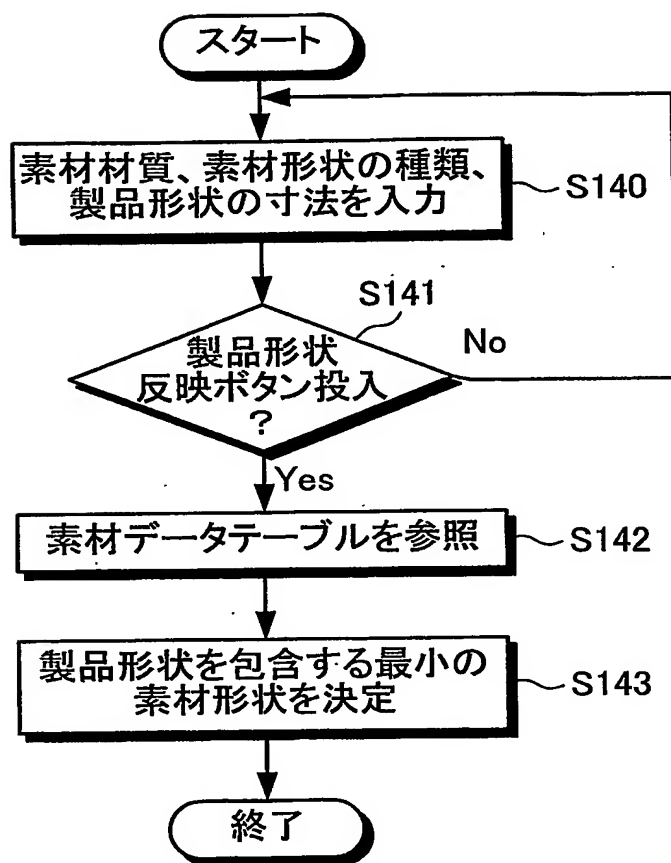 スタート
素材材質、素材形状の種類、
製品形状の寸法を入力
S140
S141
製品形状
反映ボタン投入
?
No
Yes
素材データテーブルを参照
S142
製品形状を包含する最小の
素材形状を決定
S143
終了